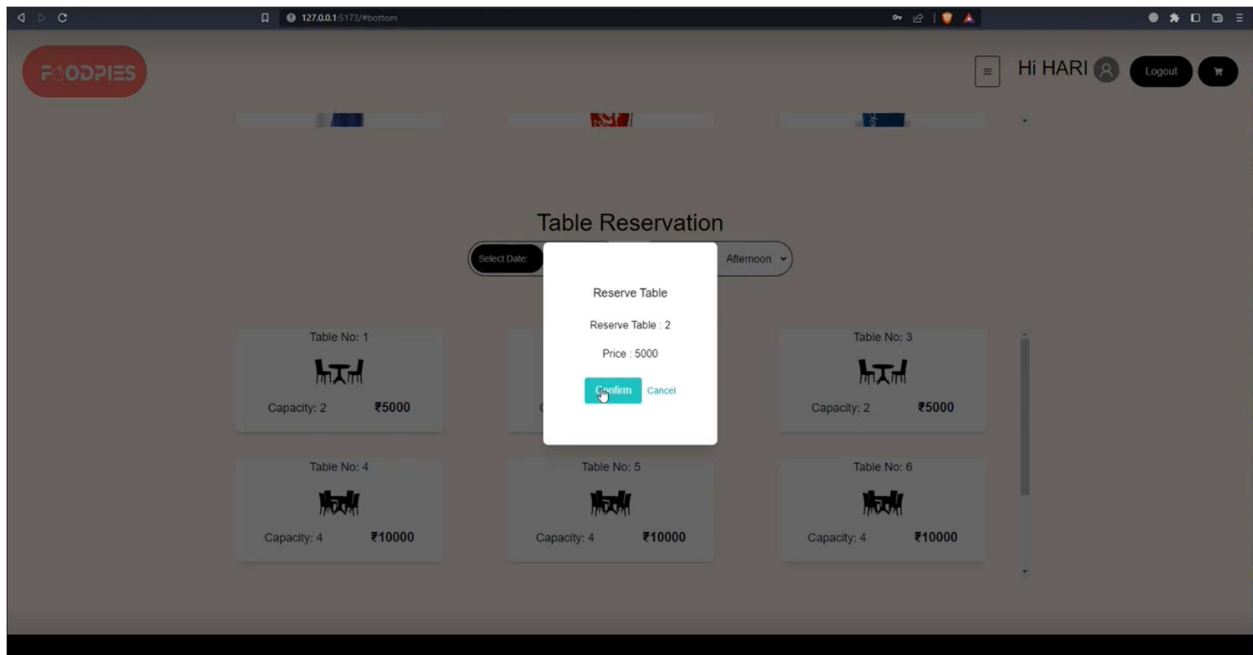 127.0.0.1:5173/#bottom
FOODPIES
Hi HARI
Logout
Table Reservation
Select Date:
Afternoon
Reserve Table
Reserve Table : 2
Price : 5000
Confirm Cancel
Table No: 1
Capacity: 2 ₹5000
Table No: 3
Capacity: 2 ₹5000
Table No: 4
Capacity: 4 ₹10000
Table No: 5
Capacity: 4 ₹10000
Table No: 6
Capacity: 4 ₹10000